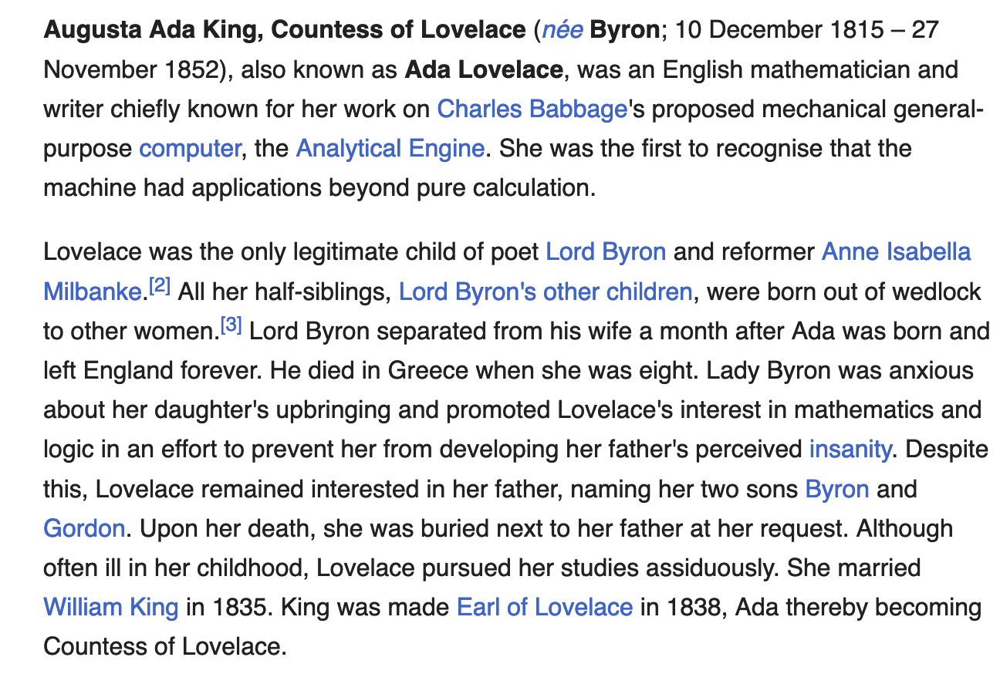 Augusta Ada King, Countess of Lovelace (née Byron; 10 December 1815 – 27
November 1852), also known as Ada Lovelace, was an English mathematician and
writer chiefly known for her work on Charles Babbage's proposed mechanical general-
purpose computer, the Analytical Engine. She was the first to recognise that the
machine had applications beyond pure calculation.
Lovelace was the only legitimate child of poet Lord Byron and reformer Anne Isabella
Milbanke.[2] All her half-siblings, Lord Byron's other children, were born out of wedlock
to other women.[3] Lord Byron separated from his wife a month after Ada was born and
left England forever. He died in Greece when she was eight. Lady Byron was anxious
about her daughter's upbringing and promoted Lovelace's interest in mathematics and
logic in an effort to prevent her from developing her father's perceived insanity. Despite
this, Lovelace remained interested in her father, naming her two sons Byron and
Gordon. Upon her death, she was buried next to her father at her request. Although
often ill in her childhood, Lovelace pursued her studies assiduously. She married
William King in 1835. King was made Earl of Lovelace in 1838, Ada thereby becoming
Countess of Lovelace.